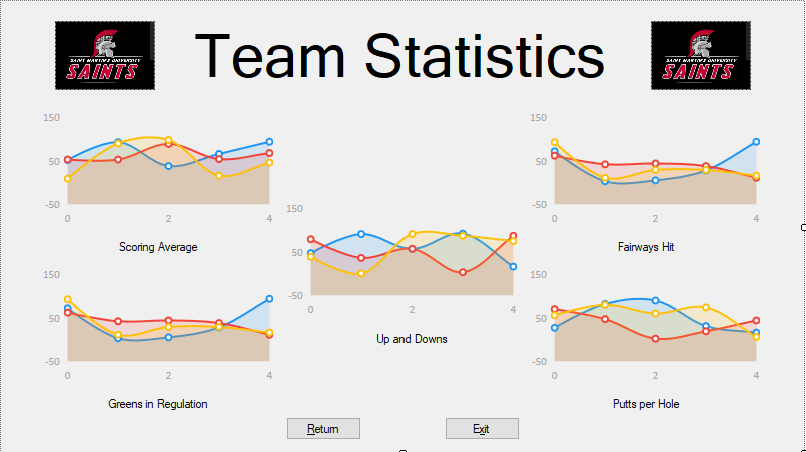 Team Statistics
SAINT MARTIN'S UNIVERSITY
SAINTS
SAINT MARTIN'S UNIVERSITY
SAINTS
150
50
-50
0
2
4
Scoring Average
150
50
-50
0
2
4
Fairways Hit
150
50
-50
0
2
4
Up and Downs
150
50
-50
0
2
4
Greens in Regulation
150
50
-50
0
2
4
Putts per Hole
Return
Exit